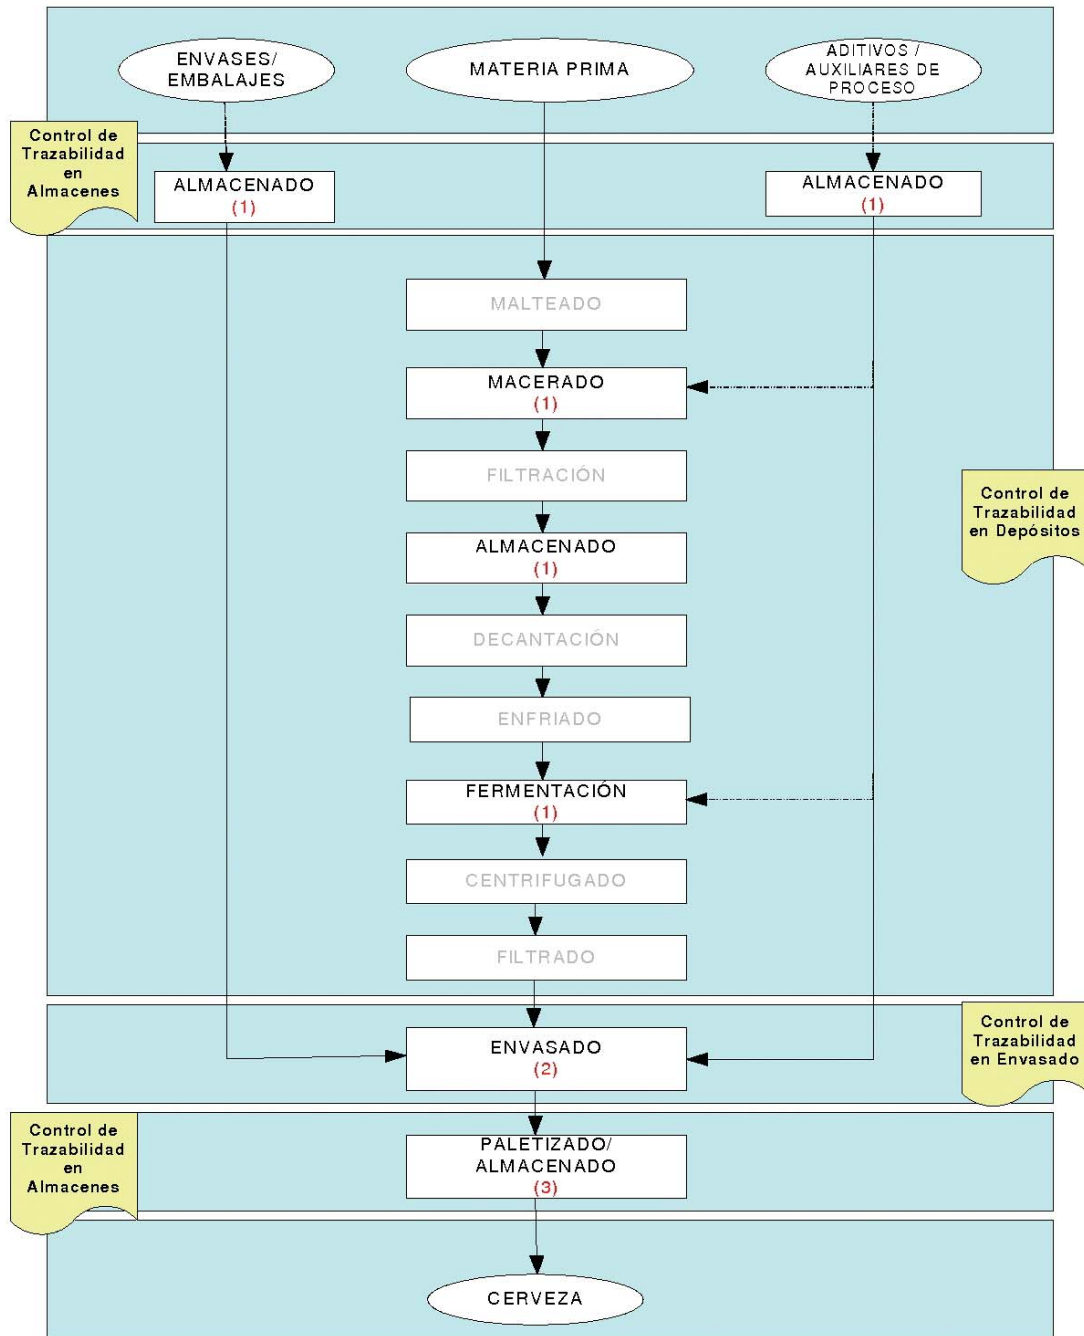 ENVASES/
EMBALAJES
MATERIA PRIMA
ADITIVOS /
AUXILIARES DE
PROCESO
Control de
Trazabilidad
en
Almacenes
ALMACENADO
(1)
ALMACENADO
(1)
MALTEADO
MACERADO
(1)
FILTRACIÓN
ALMACENADO
(1)
Control de
Trazabilidad
en Depósitos
DECANTACIÓN
ENFRIADO
FERMENTACIÓN
(1)
CENTRIFUGADO
FILTRADO
ENVASADO
(2)
Control de
Trazabilidad
en Envasado
Control de
Trazabilidad
en
Almacenes
PALETIZADO/
ALMACENADO
(3)
CERVEZA